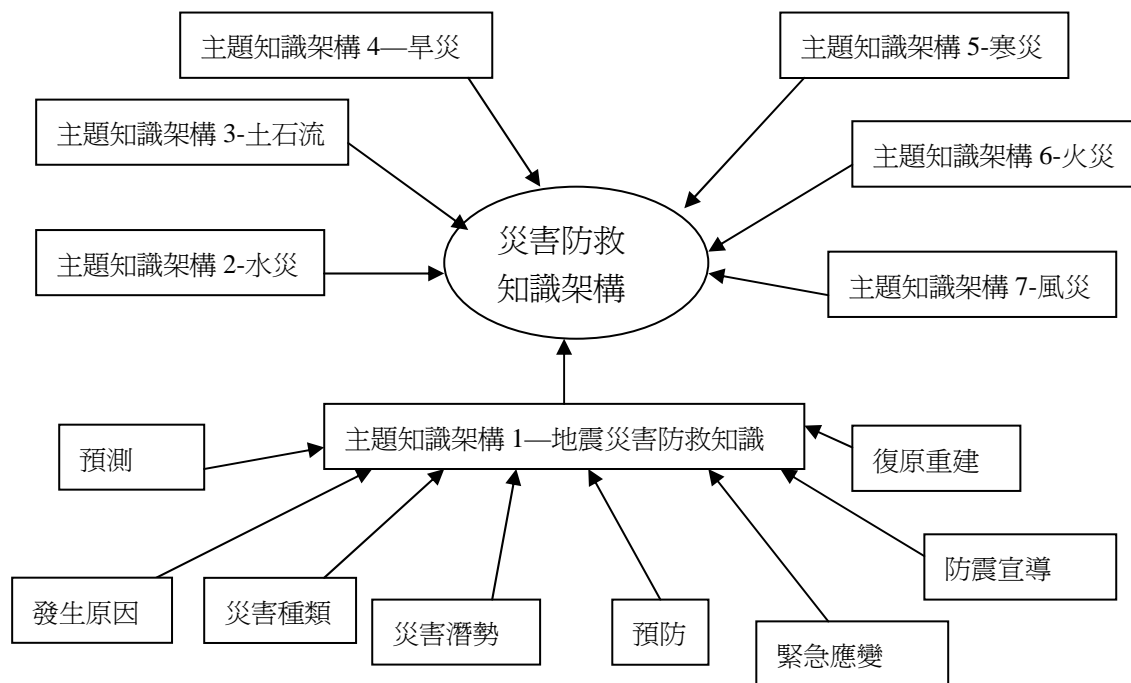 主題知識架構 4—旱災
主題知識架構 5-寒災
主題知識架構 3-土石流
主題知識架構 6-火災
災害防救
知識架構
主題知識架構 2-水災
主題知識架構 7-風災
主題知識架構 1—地震災害防救知識
預測
復原重建
防震宣導
發生原因
災害種類
災害潛勢
預防
緊急應變